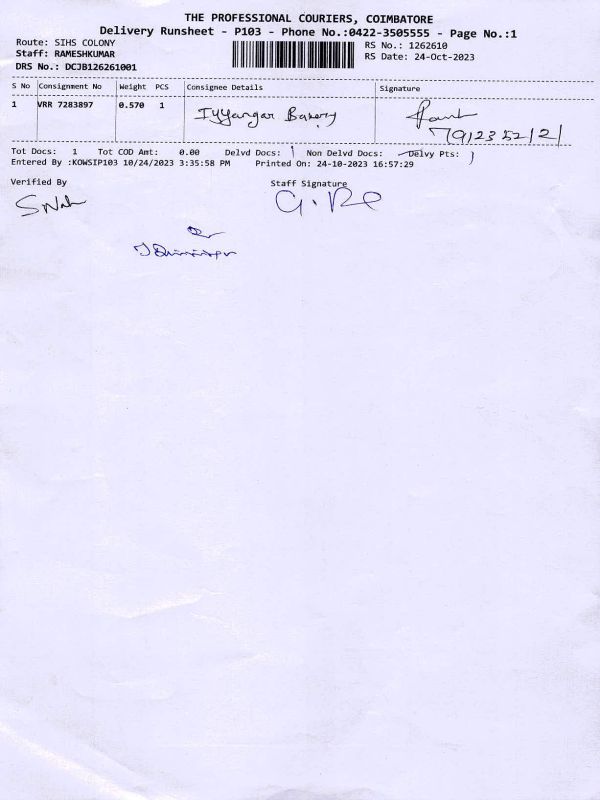 THE PROFESSIONAL COURIERS, COIMBATORE
Delivery Runsheet - P103 - Phone No.:0422-3505555 - Page No.:1
Route: SIHS COLONY
Staff: RAMESHKUMAR
DRS No.: DCJB126261001
RS No.: 1262610
RS Date: 24-Oct-2023
S No Consignment No Weight PCS Consignee Details Signature
1 VRR 7283897 0.570 1 Iyyangar Bakery
7912352121
Tot Docs: 1 Tot COD Amt: 0.00 Delvd Docs: 1 Non Delvd Docs: - Delvy Pts: 1
Entered By :KOWSIP103 10/24/2023 3:35:58 PM Printed On: 24-10-2023 16:57:29
Verified By Staff Signature